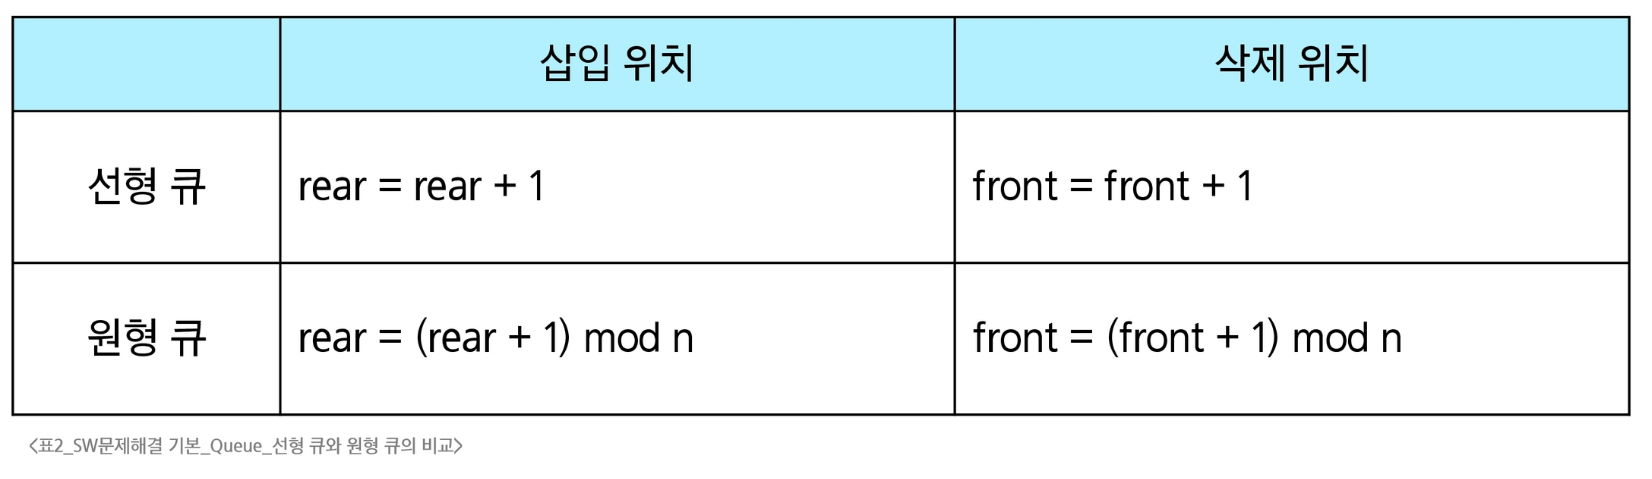 삽입 위치 삭제 위치
선형 큐 rear = rear + 1 front = front + 1
원형 큐 rear = (rear + 1) mod n front = (front + 1) mod n
<표2_SW문제해결 기본_Queue_선형 큐와 원형 큐의 비교>